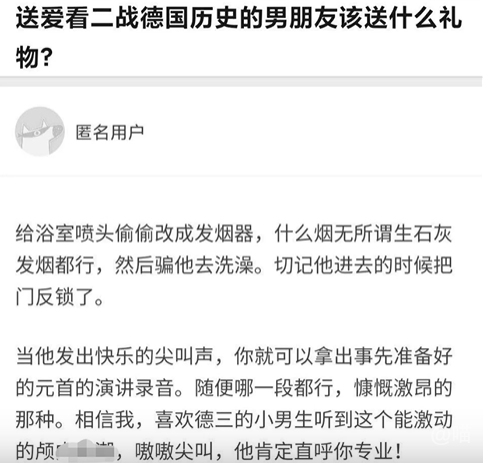 送爱看二战德国历史的男朋友该送什么礼
物?
匿名用户
给浴室喷头偷偷改成发烟器，什么烟无所谓生石灰
发烟都行，然后骗他去洗澡。切记他进去的时候把
门反锁了。
当他发出快乐的尖叫声，你就可以拿出事先准备好
的元首的演讲录音。随便哪一段都行，慷慨激昂的
那种。相信我，喜欢德三的小男生听到这个能激动
的颅潮，嗷嗷尖叫，他肯定直呼你专业！